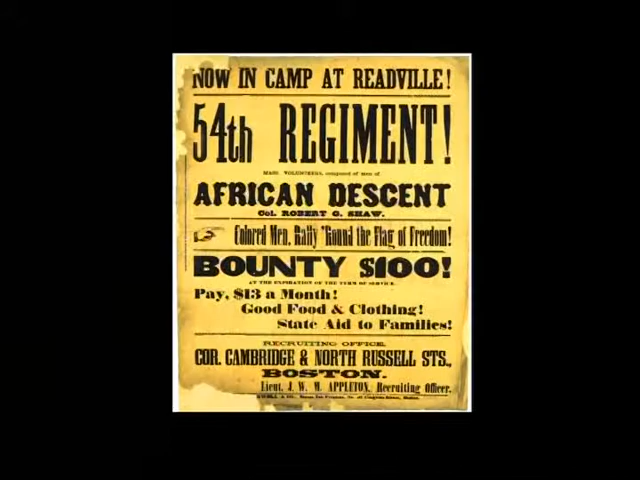 NOW IN CAMP AT READVILLE!
54th REGIMENT!
MASS. VOLUNTEERS, composed of men of
AFRICAN DESCENT
Col. ROBERT G. SHAW.
Colored Men, Rally 'Round the Flag of Freedom!
BOUNTY $100!
AT THE EXPIRATION OF THE TERM OF SERVICE.
Pay, $13 a Month!
Good Food & Clothing!
State Aid to Families!
RECRUITING OFFICE,
COR. CAMBRIDGE & NORTH RUSSELL STS.,
BOSTON.
Lieut. J. W. M. APPLETON, Recruiting Officer.